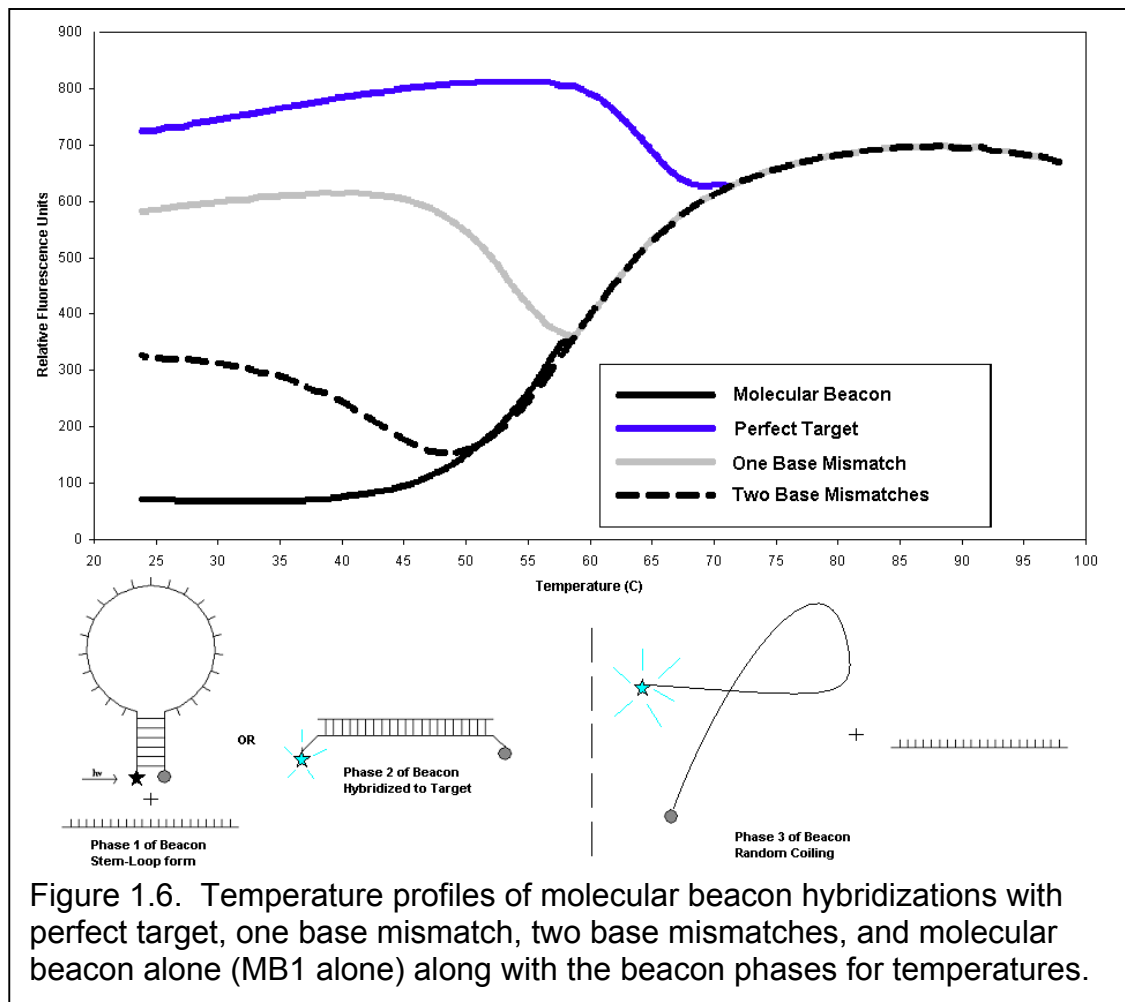 900
800
700
600
500
400
300
200
100
0
Relative Fluorescence Units
20 25 30 35 40 45 50 55 60 65 70 75 80 85 90 95 100
Temperature (C)
Molecular Beacon
Perfect Target
One Base Mismatch
Two Base Mismatches
hv
+
Phase 1 of Beacon
Stem-Loop form
OR
Phase 2 of Beacon
Hybridized to Target
+
Phase 3 of Beacon
Random Coiling
Figure 1.6. Temperature profiles of molecular beacon hybridizations with
perfect target, one base mismatch, two base mismatches, and molecular
beacon alone (MB1 alone) along with the beacon phases for temperatures.